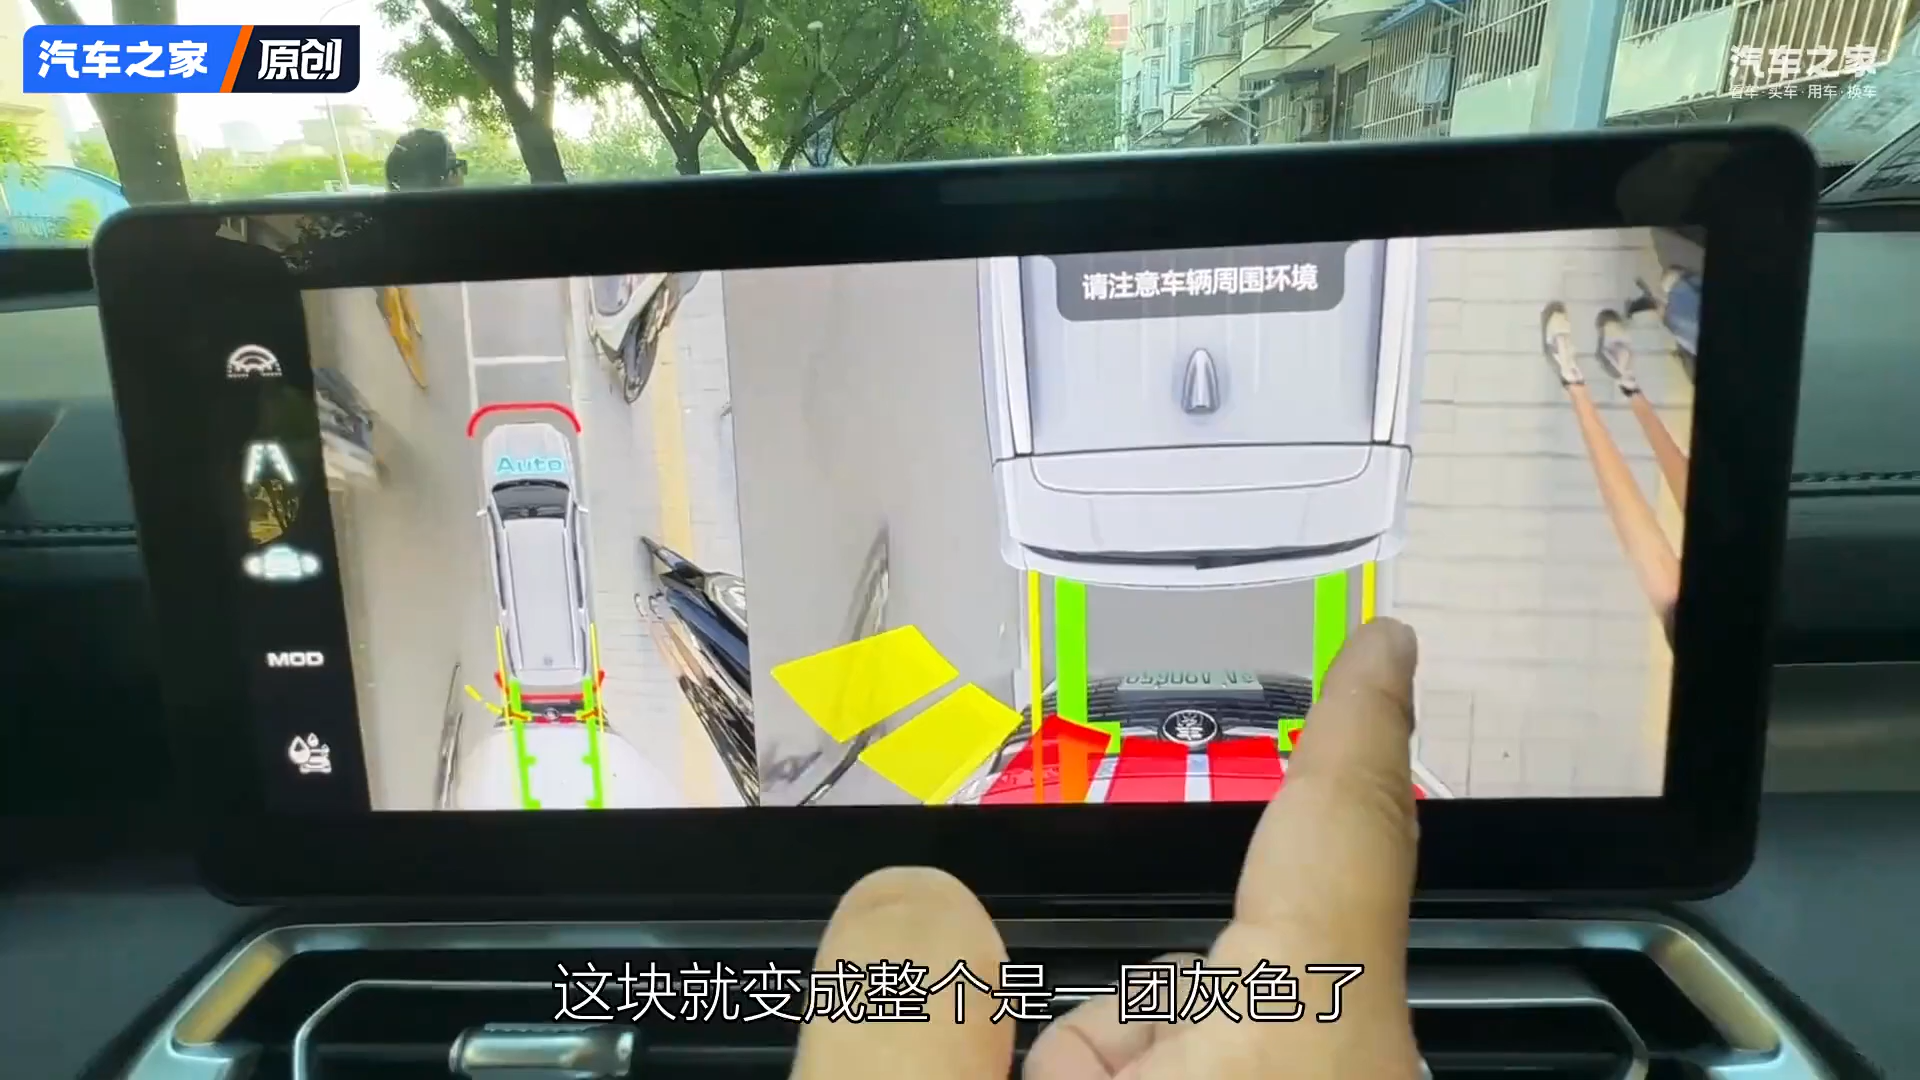 汽车之家 原创
汽车之家
看车·买车·用车·换车
请注意车辆周围环境
Auto
MOD
这块就变成整个是一团灰色了